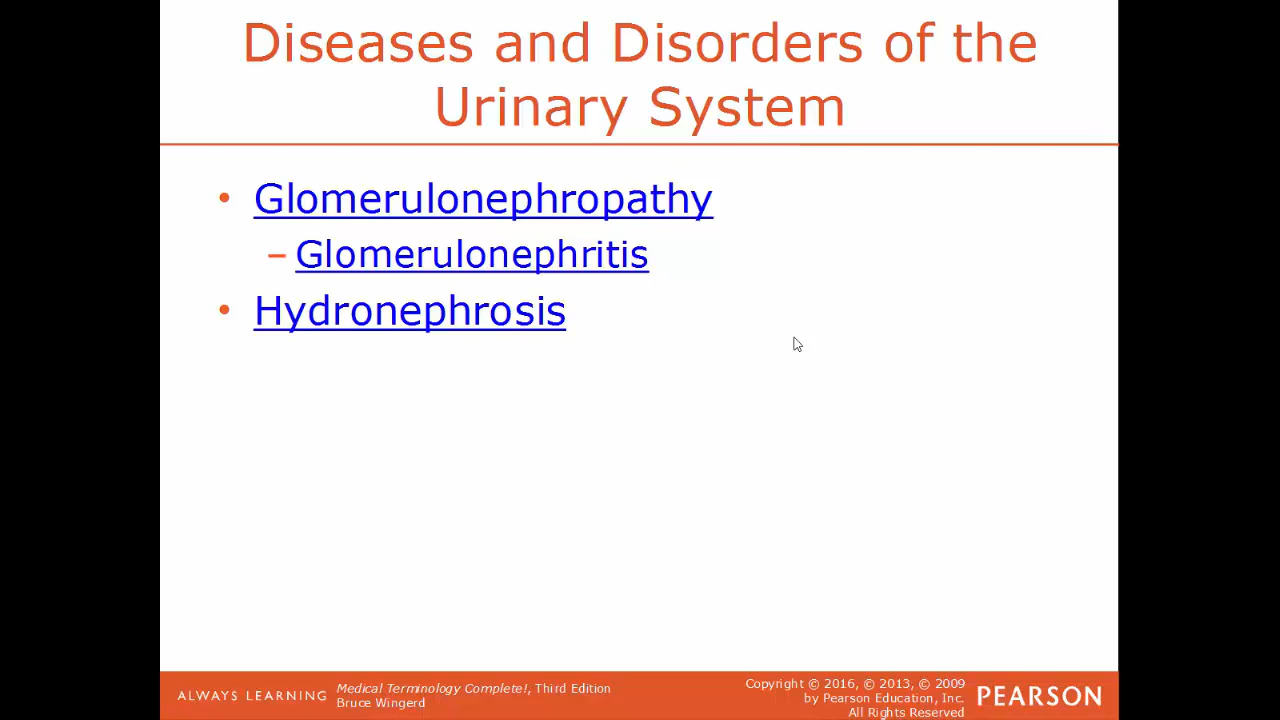 Diseases and Disorders of the
Urinary System
• Glomerulonephropathy
– Glomerulonephritis
• Hydronephrosis
ALWAYS LEARNING
Medical Terminology Complete!, Third Edition
Bruce Wingerd
Copyright © 2016, © 2013, © 2009
by Pearson Education, Inc.
All Rights Reserved
PEARSON